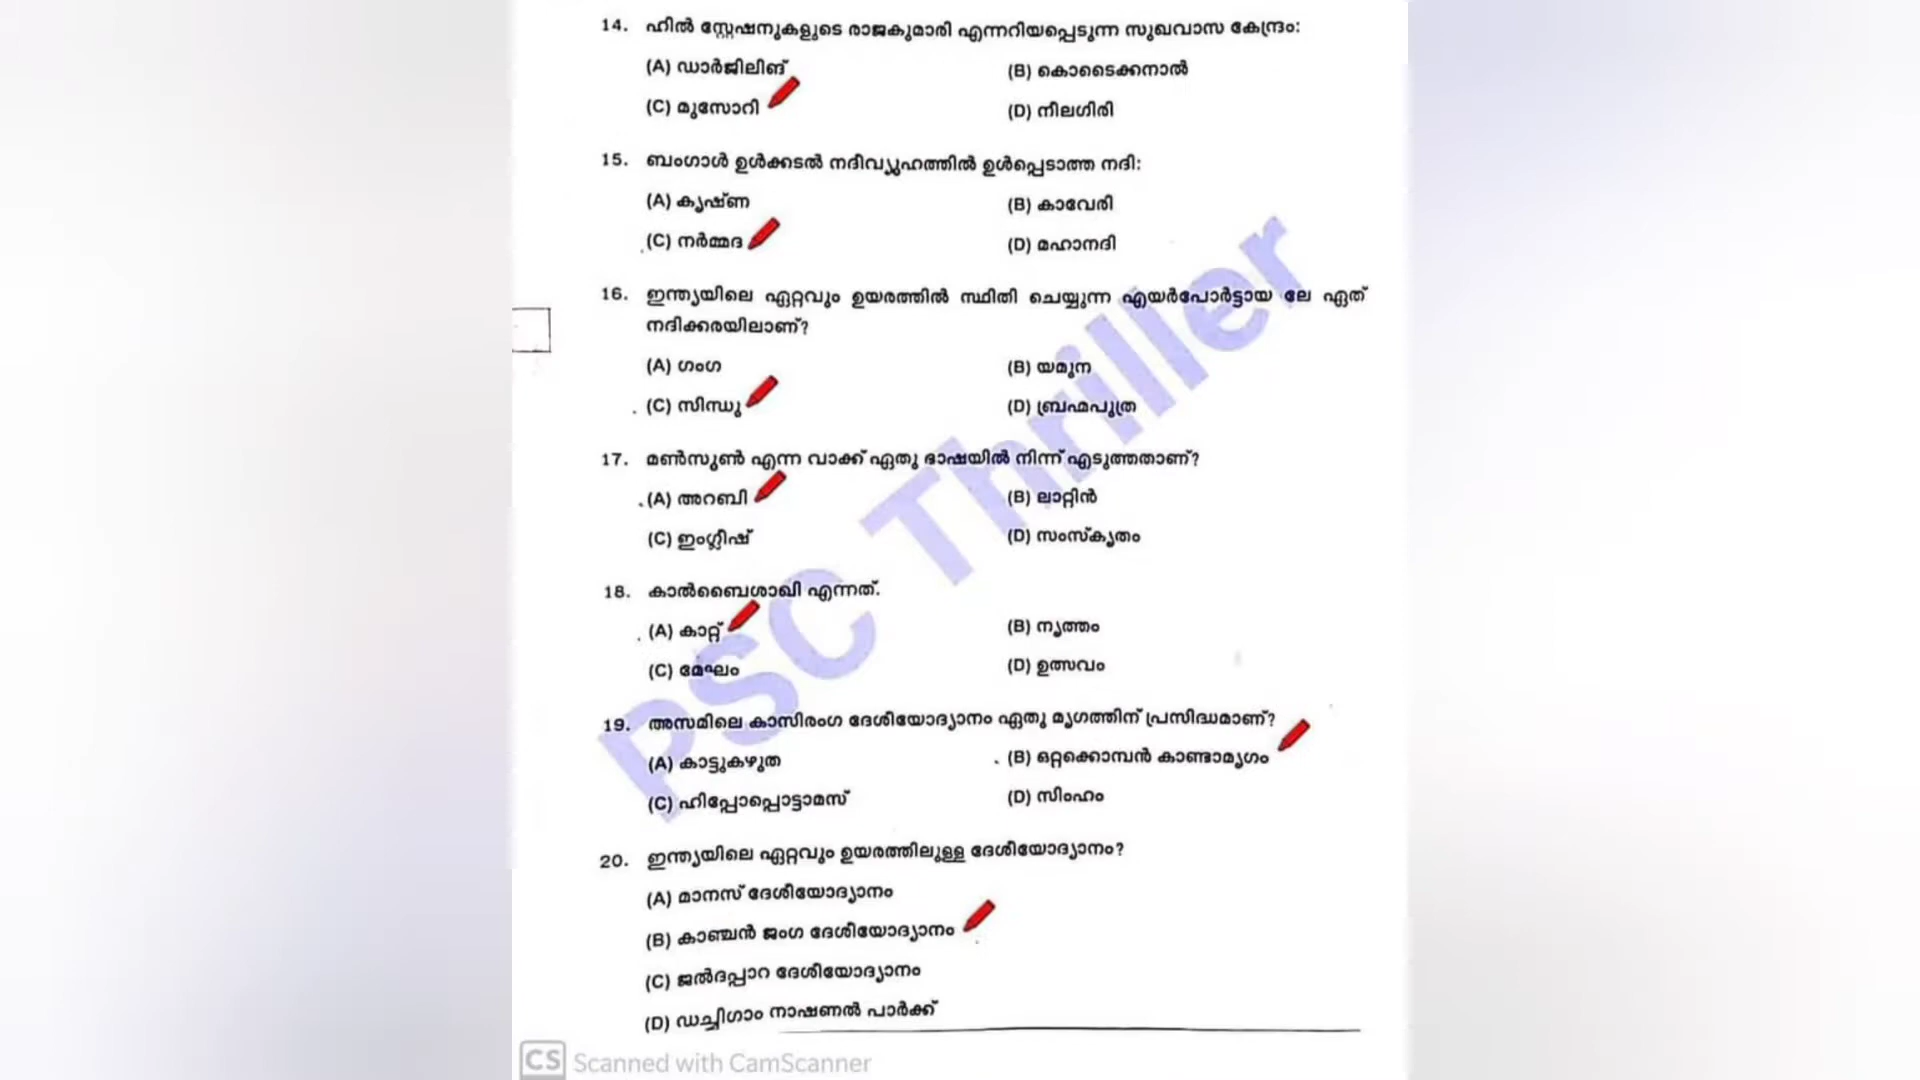 14. ഹിൽ സ്റ്റേഷനുകളുടെ രാജകുമാരി എന്നറിയപ്പെടുന്ന സുഖവാസ കേന്ദ്രം:
(A) ഡാർജിലിങ് (B) കൊടൈക്കനാൽ
(C) മുസോറി (D) നീലഗിരി
15. ബംഗാൾ ഉൾക്കടൽ നദീവ്യൂഹത്തിൽ ഉൾപ്പെടാത്ത നദി:
(A) കൃഷ്ണ (B) കാവേരി
(C) നർമ്മദ (D) മഹാനദി
16. ഇന്ത്യയിലെ ഏറ്റവും ഉയരത്തിൽ സ്ഥിതി ചെയ്യുന്ന എയർപോർട്ടായ ലേ ഏത്
നദിക്കരയിലാണ്?
(A) ഗംഗ (B) യമുന
(C) സിന്ധു (D) ബ്രഹ്മപുത്ര
17. മൺസൂൺ എന്ന വാക്ക് ഏതു ഭാഷയിൽ നിന്ന് എടുത്തതാണ്?
(A) അറബി (B) ലാറ്റിൻ
(C) ഇംഗ്ലീഷ് (D) സംസ്കൃതം
18. കാൽബൈശാഖി എന്നത്.
(A) കാറ്റ് (B) നൃത്തം
(C) മേഘം (D) ഉത്സവം
19. അസമിലെ കാസിരംഗ ദേശീയോദ്യാനം ഏതു മൃഗത്തിന് പ്രസിദ്ധമാണ്?
(A) കാട്ടുകഴുത (B) ഒറ്റക്കൊമ്പൻ കാണ്ടാമൃഗം
(C) ഹിപ്പോപ്പൊട്ടാമസ് (D) സിംഹം
20. ഇന്ത്യയിലെ ഏറ്റവും ഉയരത്തിലുള്ള ദേശീയോദ്യാനം?
(A) മാനസ് ദേശീയോദ്യാനം
(B) കാഞ്ചൻ ജംഗ ദേശീയോദ്യാനം
(C) ജൽദപ്പാറ ദേശീയോദ്യാനം
(D) ഡച്ചിഗാം നാഷണൽ പാർക്ക്
PSC Thriller
CS Scanned with CamScanner